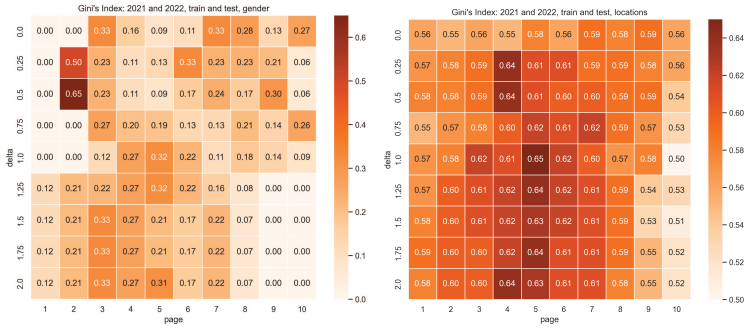 Gini's Index: 2021 and 2022, train and test, gender
0.0 0.00 0.00 0.33 0.16 0.09 0.11 0.33 0.28 0.13 0.27
0.25 0.00 0.50 0.23 0.11 0.13 0.33 0.23 0.23 0.21 0.06
0.5 0.00 0.65 0.23 0.11 0.09 0.17 0.24 0.17 0.30 0.06
0.75 0.00 0.00 0.27 0.20 0.19 0.13 0.13 0.21 0.14 0.26
1.0 0.00 0.00 0.12 0.27 0.32 0.22 0.11 0.18 0.14 0.09
1.25 0.12 0.21 0.22 0.27 0.32 0.22 0.16 0.08 0.00 0.00
1.5 0.12 0.21 0.33 0.27 0.21 0.17 0.22 0.07 0.00 0.00
1.75 0.12 0.21 0.33 0.27 0.21 0.17 0.22 0.07 0.00 0.00
2.0 0.12 0.21 0.33 0.27 0.31 0.17 0.22 0.00 0.00 0.00
1 2 3 4 5 6 7 8 9 10
page
delta
0.6
0.5
0.4
0.3
0.2
0.1
0.0
Gini's Index: 2021 and 2022, train and test, locations
0.0 0.56 0.55 0.56 0.55 0.58 0.56 0.59 0.58 0.59 0.56
0.25 0.57 0.58 0.59 0.64 0.61 0.61 0.59 0.59 0.58 0.56
0.5 0.58 0.58 0.59 0.64 0.61 0.60 0.60 0.59 0.58 0.54
0.75 0.55 0.57 0.58 0.60 0.62 0.61 0.62 0.59 0.57 0.53
1.0 0.57 0.58 0.62 0.61 0.65 0.62 0.60 0.57 0.58 0.50
1.25 0.57 0.60 0.61 0.62 0.64 0.62 0.61 0.59 0.54 0.53
1.5 0.58 0.60 0.61 0.62 0.63 0.62 0.61 0.59 0.53 0.51
1.75 0.59 0.60 0.60 0.62 0.64 0.61 0.61 0.59 0.55 0.52
2.0 0.58 0.60 0.60 0.64 0.63 0.61 0.61 0.59 0.60 0.52
1 2 3 4 5 6 7 8 9 10
page
delta
0.64
0.62
0.60
0.58
0.56
0.54
0.52
0.50